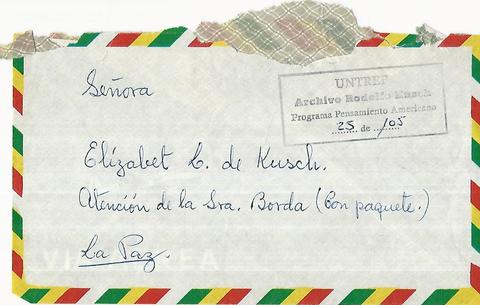 Señora
UNTREF
Archivo Rodolfo Kusch
Programa Pensamiento Americano
25 de /05
Elizabet L. de Kusch.
Atención de la Sra. Borda (Con paquete.)
La Paz.
VIA AEREA